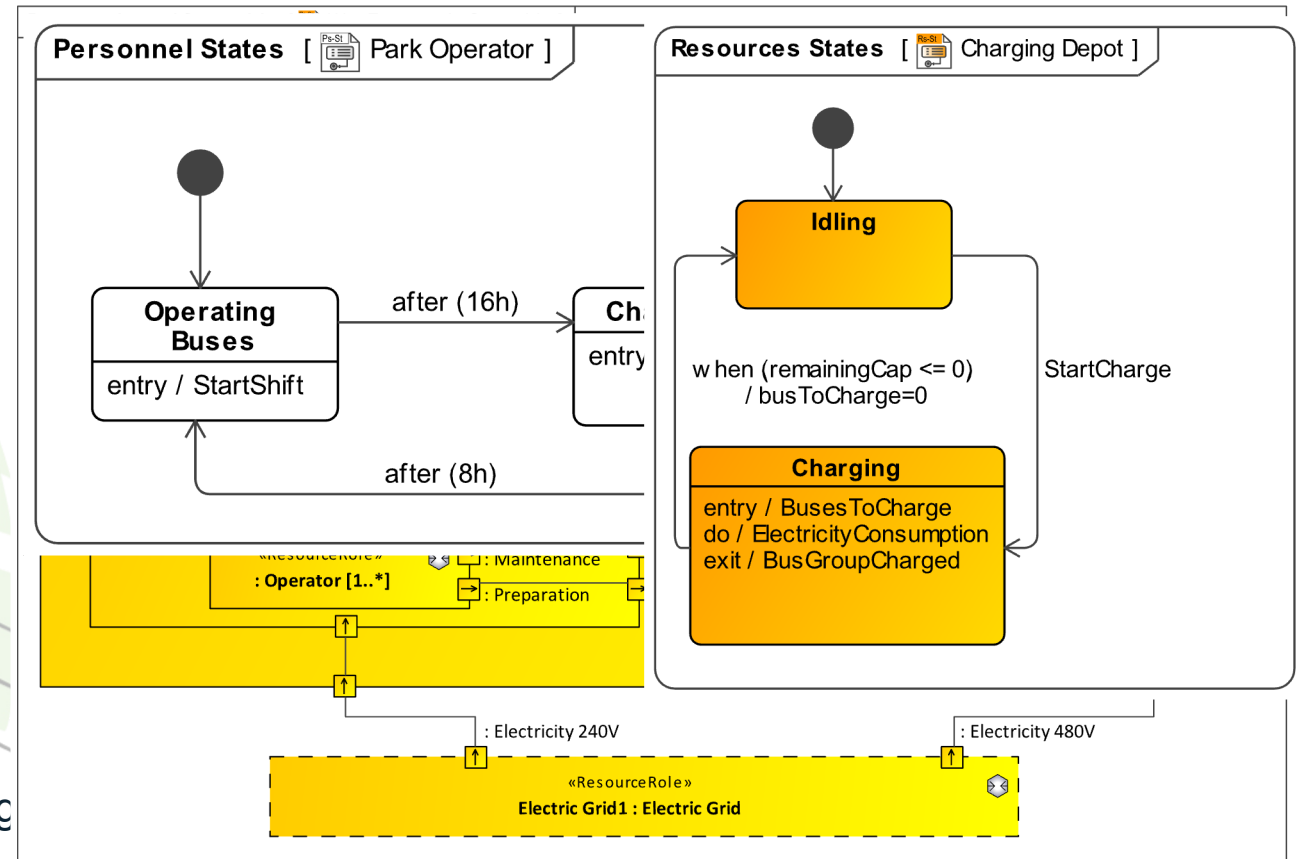 Personnel States [ Ps-St Park Operator ]
Operating
Buses
entry / StartShift
after (16h)
entry
after (8h)
Resources States [ Rs-St Charging Depot ]
Idling
when (remainingCap <= 0)
/ busToCharge=0
StartCharge
Charging
entry / BusesToCharge
do / ElectricityConsumption
exit / BusGroupCharged
«ResourceRole»
: Operator [1..*]
: Maintenance
: Preparation
: Electricity 240V
: Electricity 480V
«ResourceRole»
Electric Grid1 : Electric Grid